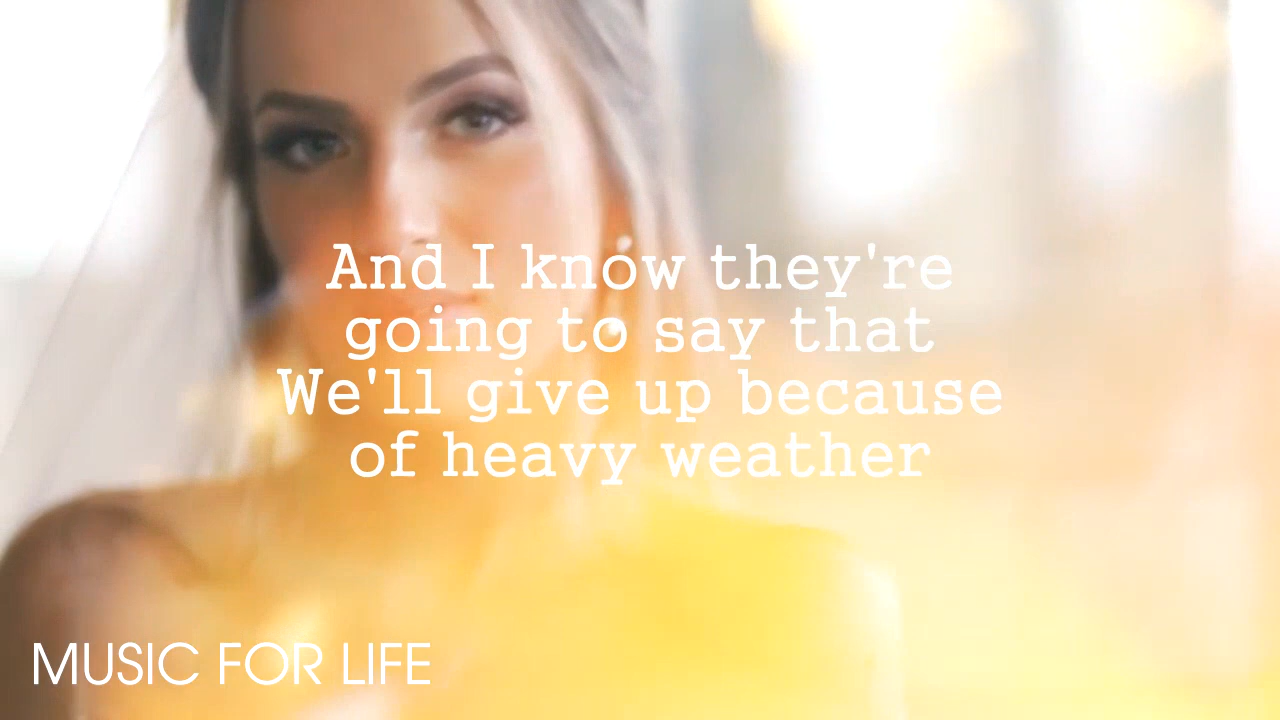 And I know they're
going to say that
We'll give up because
of heavy weather
MUSIC FOR LIFE